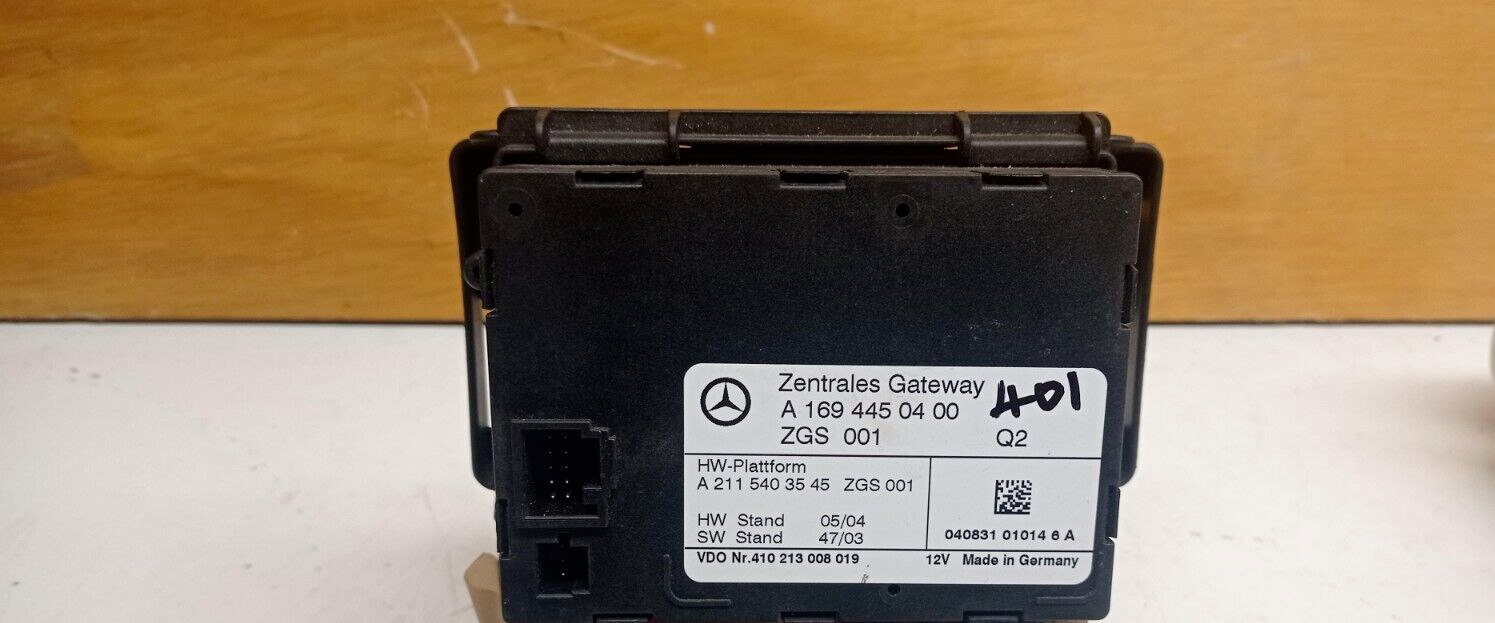 Zentrales Gateway
401
A 169 445 04 00
ZGS 001 Q2
HW-Plattform
A 211 540 35 45 ZGS 001
HW Stand 05/04
SW Stand 47/03
040831 01014 6 A
VDO Nr.410 213 008 019 12V Made in Germany